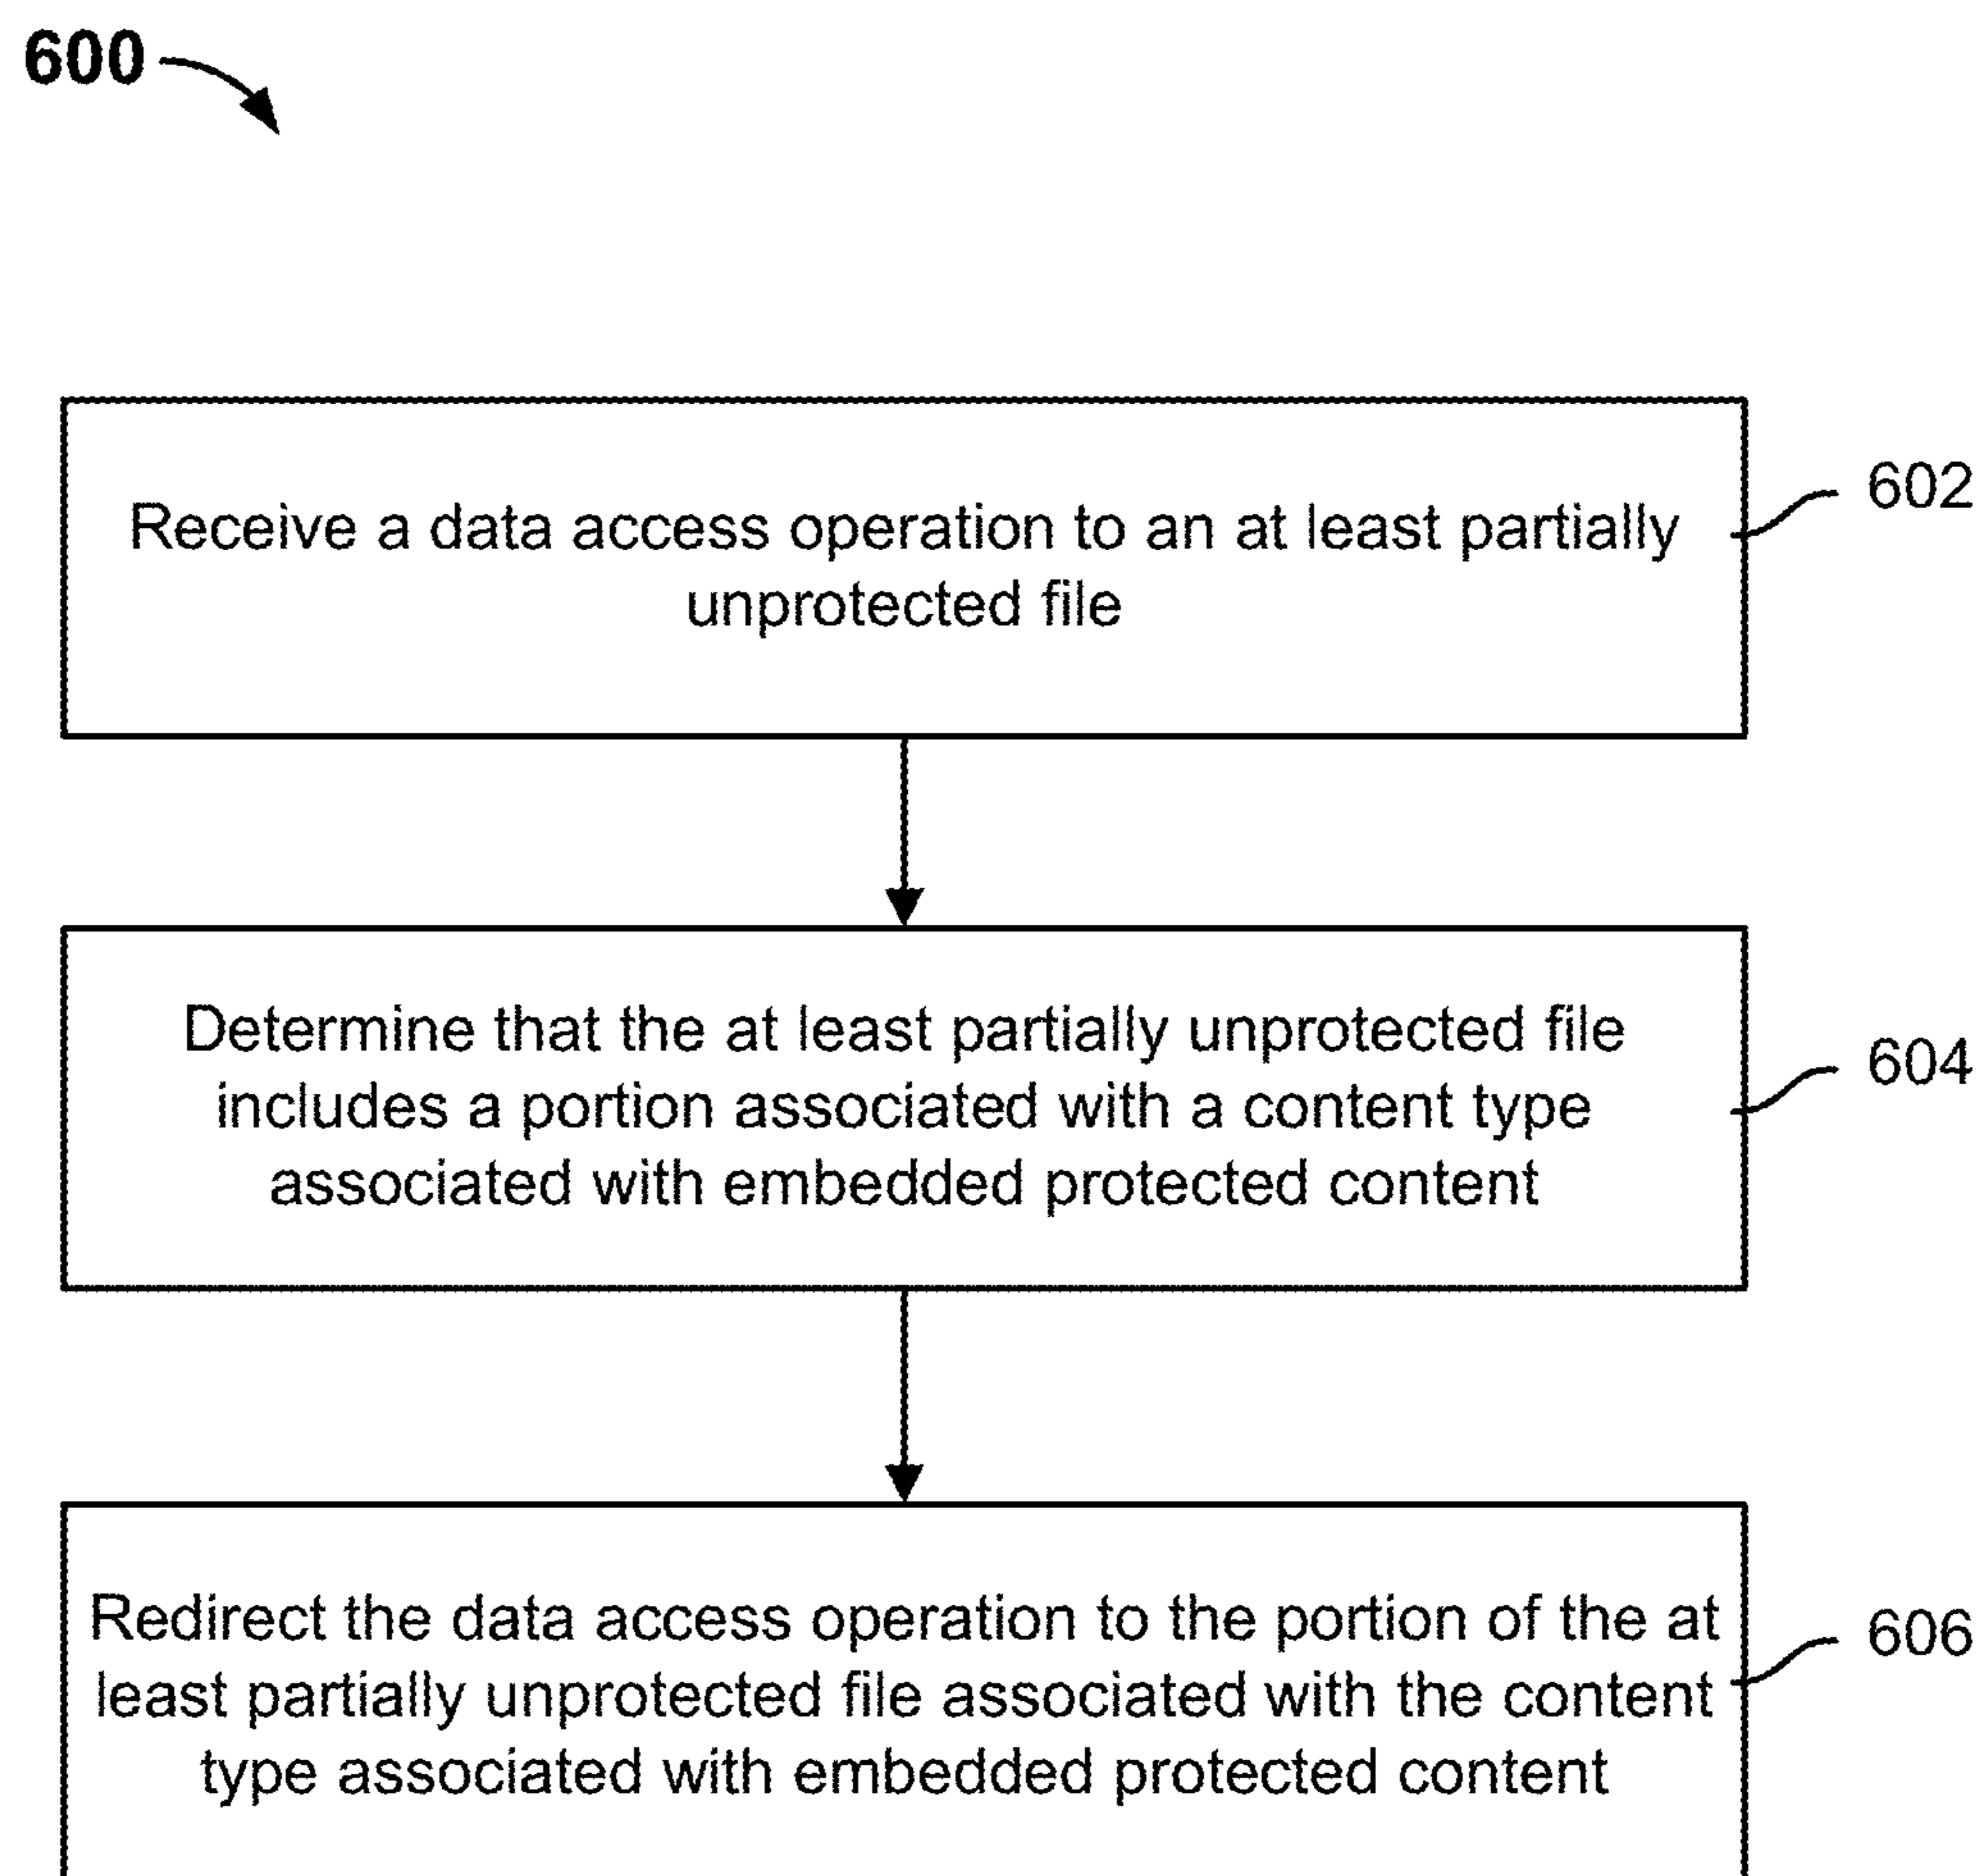 600
Receive a data access operation to an at least partially
unprotected file
602
Determine that the at least partially unprotected file
includes a portion associated with a content type
associated with embedded protected content
604
Redirect the data access operation to the portion of the at
least partially unprotected file associated with the content
type associated with embedded protected content
606